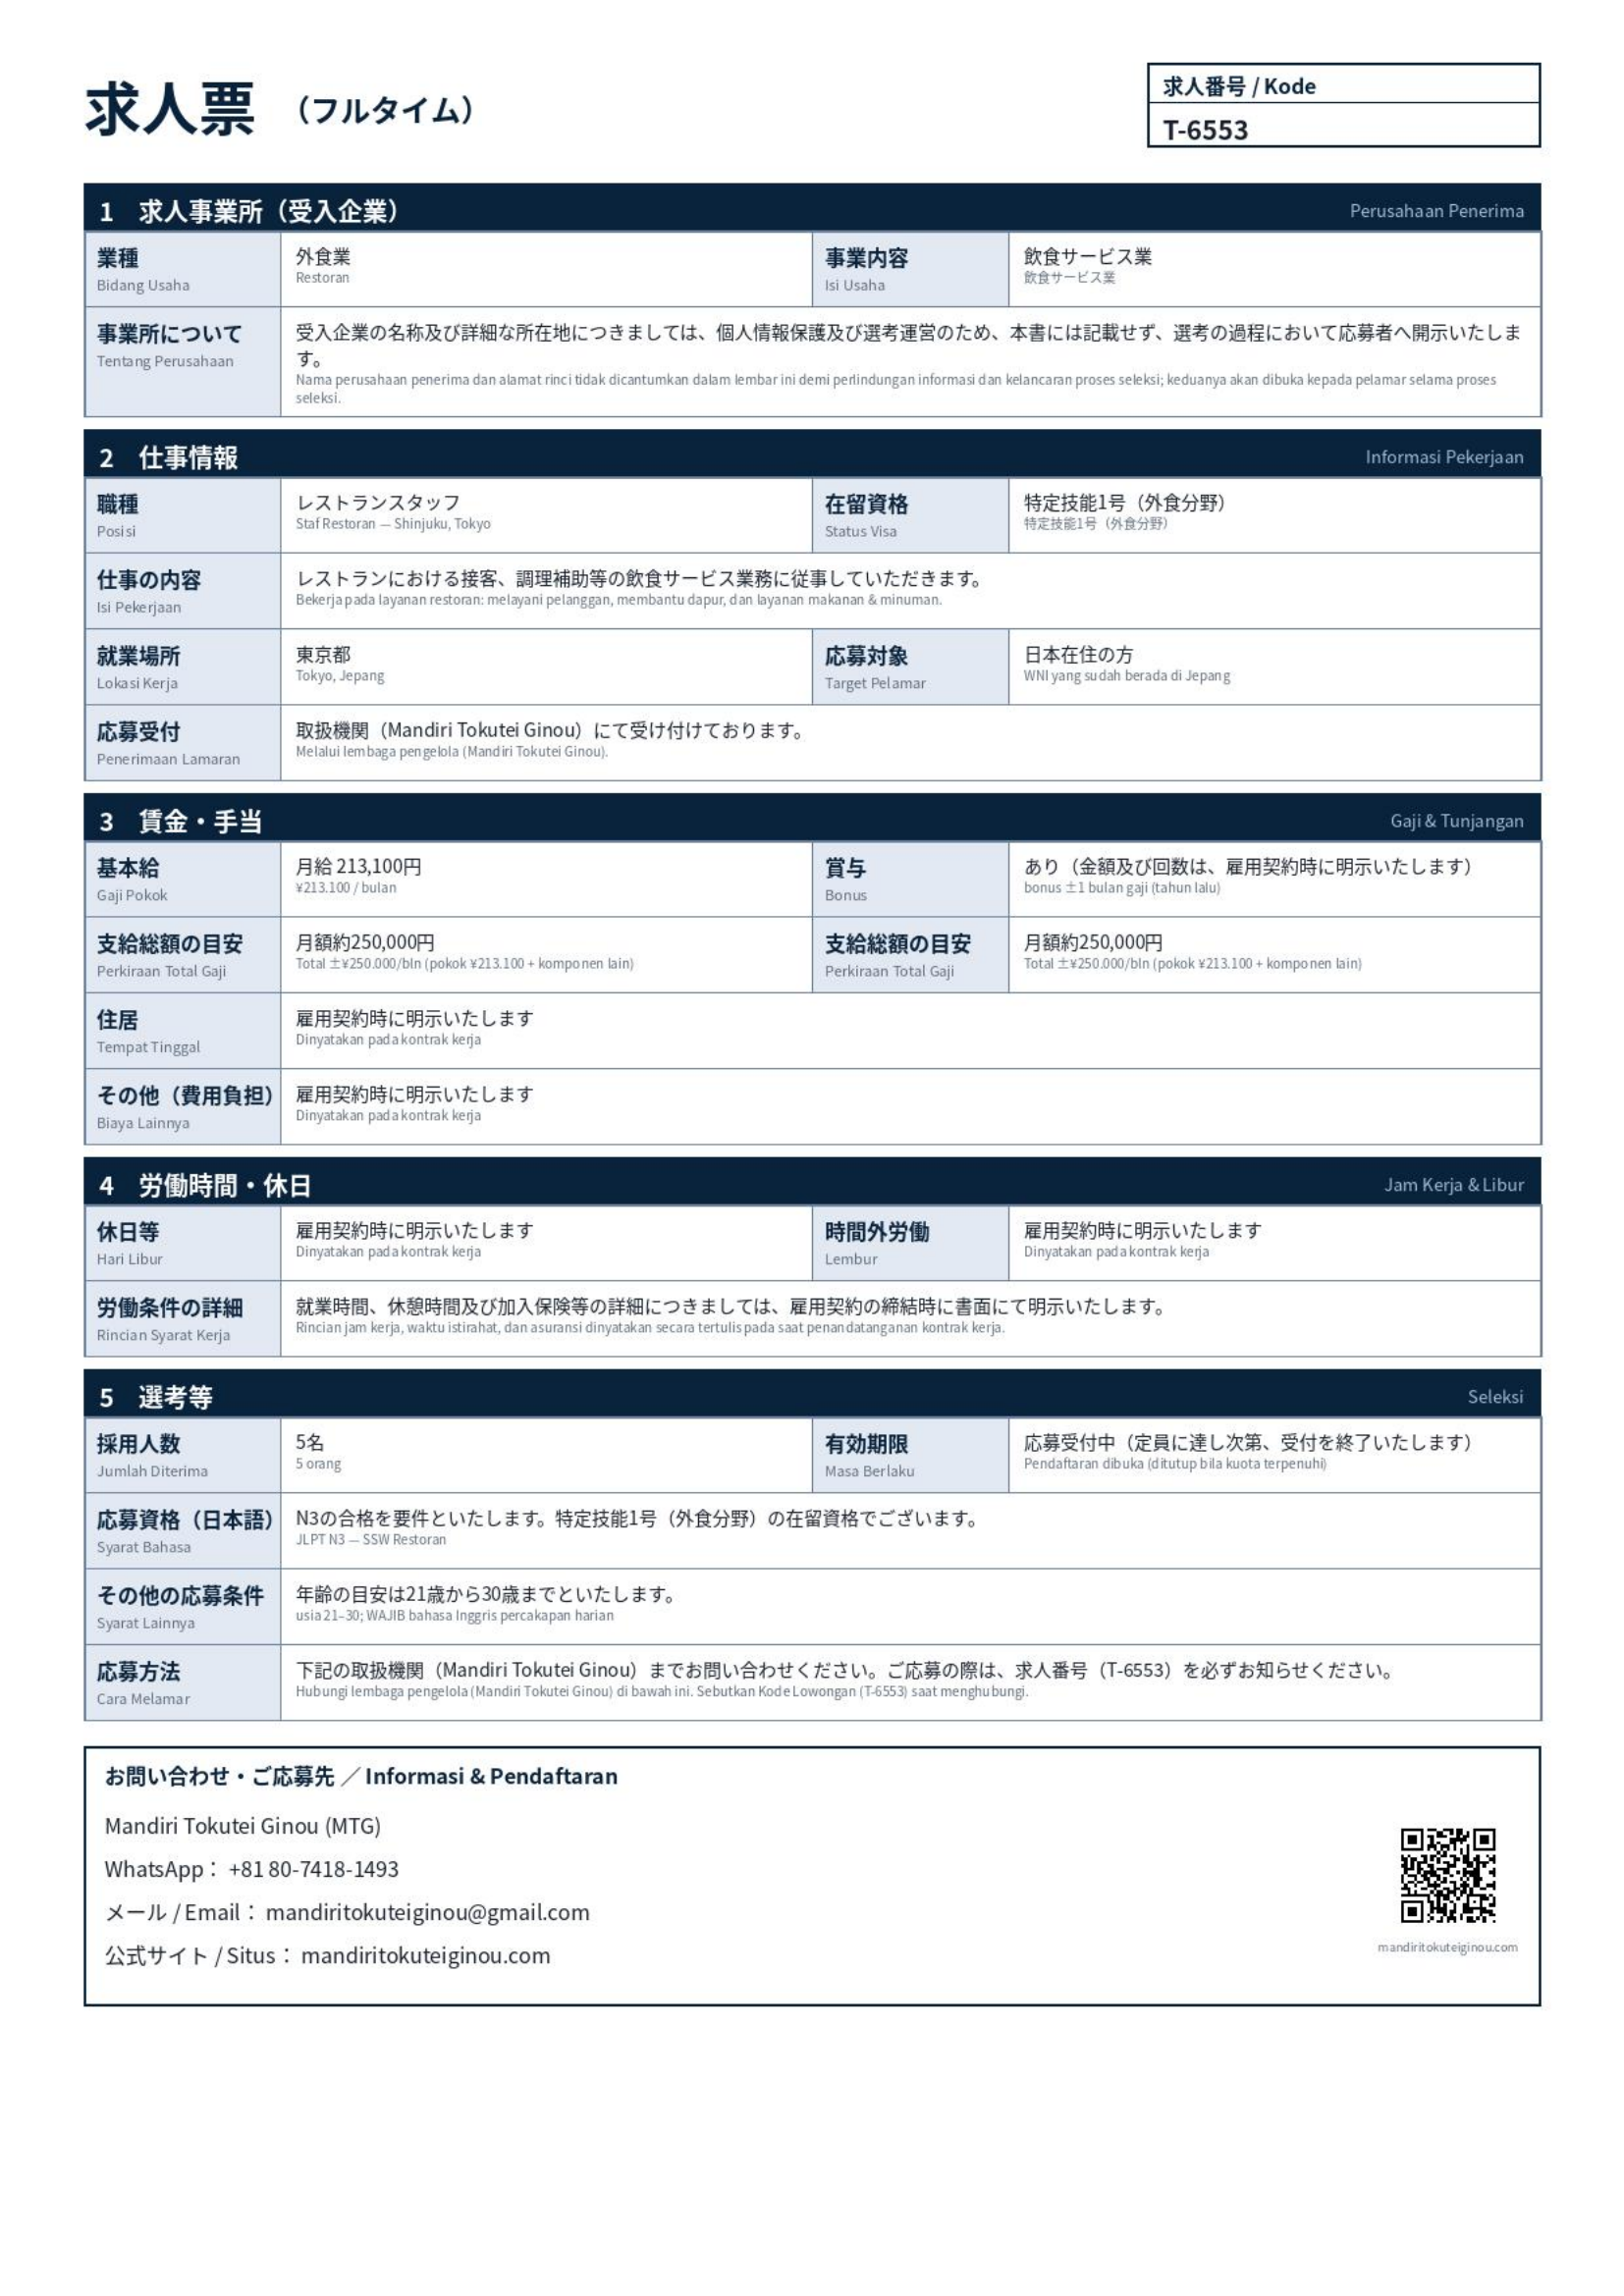 求人票 （フルタイム）
求人番号 / Kode
T-6553
1 求人事業所（受入企業） Perusahaan Penerima
業種 外食業 事業内容 飲食サービス業
Bidang Usaha Restoran Isi Usaha 飲食サービス業
事業所について 受入企業の名称及び詳細な所在地につきましては、個人情報保護及び選考運営のため、本書には記載せず、選考の過程において応募者へ開示いたしま
Tentang Perusahaan す。
Nama perusahaan penerima dan alamat rinci tidak dicantumkan dalam lembar ini demi perlindungan informasi dan kelancaran proses seleksi; keduanya akan dibuka kepada pelamar selama proses
seleksi.
2 仕事情報 Informasi Pekerjaan
職種 レストランスタッフ 在留資格 特定技能1号（外食分野）
Posisi Staf Restoran — Shinjuku, Tokyo Status Visa 特定技能1号（外食分野）
仕事の内容 レストランにおける接客、調理補助等の飲食サービス業務に従事していただきます。
Isi Pekerjaan Bekerja pada layanan restoran: melayani pelanggan, membantu dapur, dan layanan makanan & minuman.
就業場所 東京都 応募対象 日本在住の方
Lokasi Kerja Tokyo, Jepang Target Pelamar WNI yang sudah berada di Jepang
応募受付 取扱機関（Mandiri Tokutei Ginou）にて受け付けております。
Penerimaan Lamaran Melalui lembaga pengelola (Mandiri Tokutei Ginou).
3 賃金・手当 Gaji & Tunjangan
基本給 月給 213,100円 賞与 あり（金額及び回数は、雇用契約時に明示いたします）
Gaji Pokok ¥213.100 / bulan Bonus bonus ±1 bulan gaji (tahun lalu)
支給総額の目安 月額約250,000円 支給総額の目安 月額約250,000円
Perkiraan Total Gaji Total ±¥250.000/bln (pokok ¥213.100 + komponen lain) Perkiraan Total Gaji Total ±¥250.000/bln (pokok ¥213.100 + komponen lain)
住居 雇用契約時に明示いたします
Tempat Tinggal Dinyatakan pada kontrak kerja
その他（費用負担） 雇用契約時に明示いたします
Biaya Lainnya Dinyatakan pada kontrak kerja
4 労働時間・休日 Jam Kerja & Libur
休日等 雇用契約時に明示いたします 時間外労働 雇用契約時に明示いたします
Hari Libur Dinyatakan pada kontrak kerja Lembur Dinyatakan pada kontrak kerja
労働条件の詳細 就業時間、休憩時間及び加入保険等の詳細につきましては、雇用契約の締結時に書面にて明示いたします。
Rincian Syarat Kerja Rincian jam kerja, waktu istirahat, dan asuransi dinyatakan secara tertulis pada saat penandatanganan kontrak kerja.
5 選考等 Seleksi
採用人数 5名 有効期限 応募受付中（定員に達し次第、受付を終了いたします）
Jumlah Diterima 5 orang Masa Berlaku Pendaftaran dibuka (ditutup bila kuota terpenuhi)
応募資格（日本語） N3の合格を要件といたします。特定技能1号（外食分野）の在留資格でございます。
Syarat Bahasa JLPT N3 — SSW Restoran
その他の応募条件 年齢の目安は21歳から30歳までといたします。
Syarat Lainnya usia 21–30; WAJIB bahasa Inggris percakapan harian
応募方法 下記の取扱機関（Mandiri Tokutei Ginou）までお問い合わせください。ご応募の際は、求人番号（T-6553）を必ずお知らせください。
Cara Melamar Hubungi lembaga pengelola (Mandiri Tokutei Ginou) di bawah ini. Sebutkan Kode Lowongan (T-6553) saat menghubungi.
お問い合わせ・ご応募先 ／ Informasi & Pendaftaran
Mandiri Tokutei Ginou (MTG)
WhatsApp： +81 80-7418-1493
メール / Email： mandiritokuteiginou@gmail.com
公式サイト / Situs： mandiritokuteiginou.com
mandiritokuteiginou.com